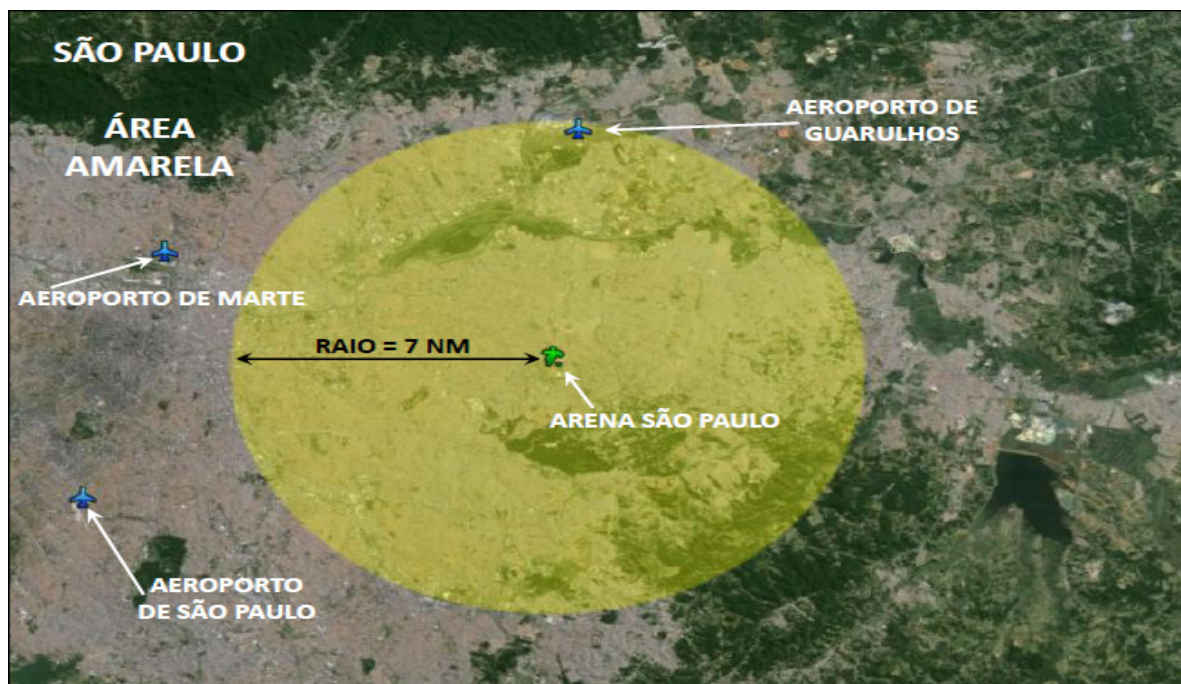 SÃO PAULO
ÁREA
AMARELA
AEROPORTO DE
GUARULHOS
AEROPORTO DE MARTE
RAIO = 7 NM
ARENA SÃO PAULO
AEROPORTO
DE SÃO PAULO